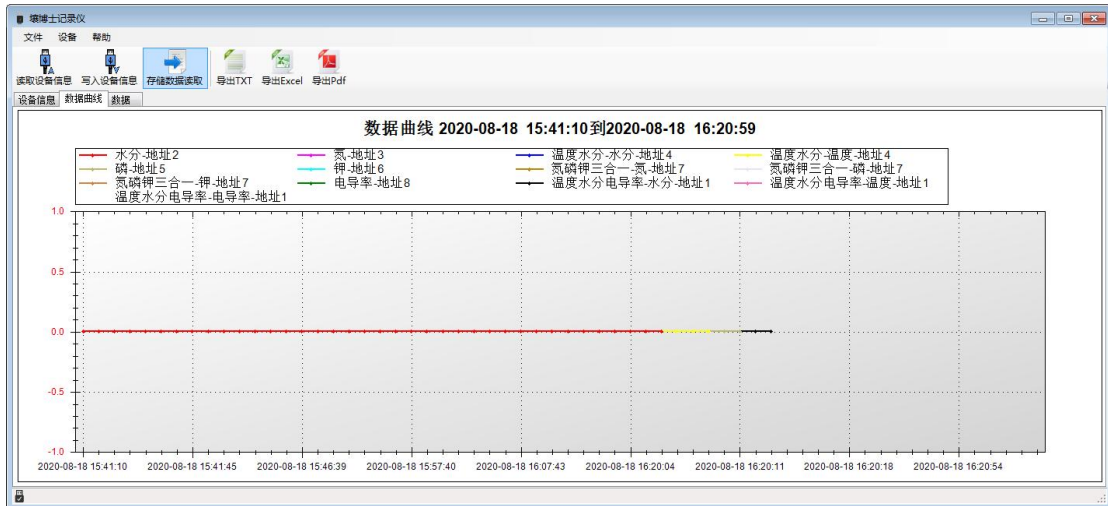 壤博士记录仪
文件 设备 帮助
读取设备信息 写入设备信息 存储数据读取 导出TXT 导出Excel 导出Pdf
设备信息 数据曲线 数据
数据曲线 2020-08-18 15:41:10到2020-08-18 16:20:59
水分-地址2 氮-地址3 温度水分-水分-地址4 温度水分-温度-地址4
磷-地址5 钾-地址6 氮磷钾三合一-氮-地址7 氮磷钾三合一-磷-地址7
氮磷钾三合一-钾-地址7 电导率-地址8 温度水分电导率-水分-地址1 温度水分电导率-温度-地址1
温度水分电导率-电导率-地址1
1.0
0.5
0.0
-0.5
-1.0
2020-08-18 15:41:10 2020-08-18 15:41:45 2020-08-18 15:46:39 2020-08-18 15:57:40 2020-08-18 16:07:43 2020-08-18 16:20:04 2020-08-18 16:20:11 2020-08-18 16:20:18 2020-08-18 16:20:54